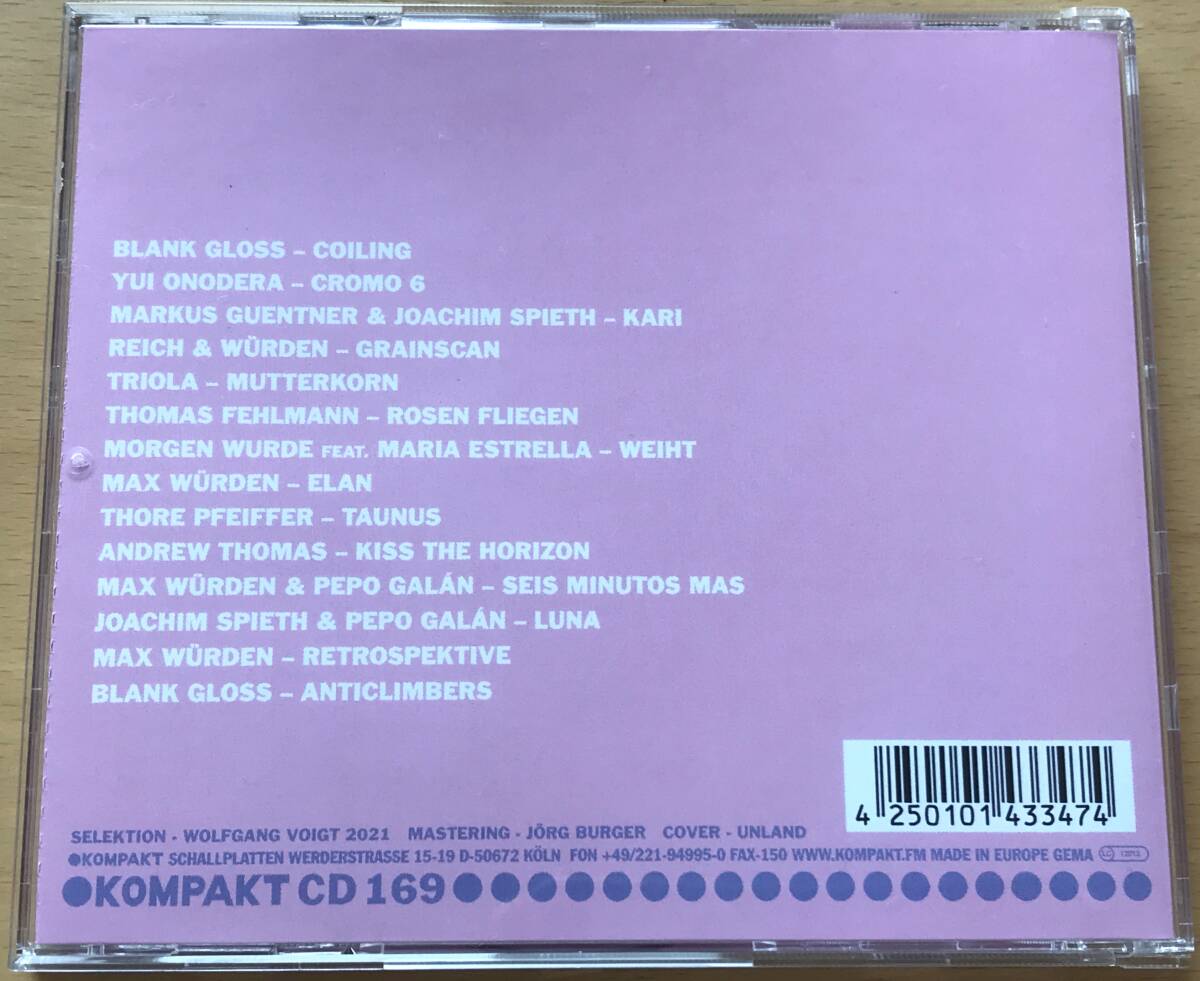 BLANK GLOSS – COILING
YUI ONODERA – CROMO 6
MARKUS GUENTNER & JOACHIM SPIETH – KARI
REICH & WÜRDEN – GRAINSCAN
TRIOLA – MUTTERKORN
THOMAS FEHLMANN – ROSEN FLIEGEN
MORGEN WURDE FEAT. MARIA ESTRELLA – WEIHT
MAX WÜRDEN – ELAN
THORE PFEIFFER – TAUNUS
ANDREW THOMAS – KISS THE HORIZON
MAX WÜRDEN & PEPO GALÁN – SEIS MINUTOS MAS
JOACHIM SPIETH & PEPO GALÁN – LUNA
MAX WÜRDEN – RETROSPEKTIVE
BLANK GLOSS – ANTICLIMBERS
4 250101 433474
SELEKTION - WOLFGANG VOIGT 2021 MASTERING - JÖRG BURGER COVER - UNLAND
KOMPAKT SCHALLPLATTEN WERDERSTRASSE 15-19 D-50672 KÖLN FON +49/221-94995-0 FAX-150 WWW.KOMPAKT.FM MADE IN EUROPE GEMA LC
KOMPAKT CD 169